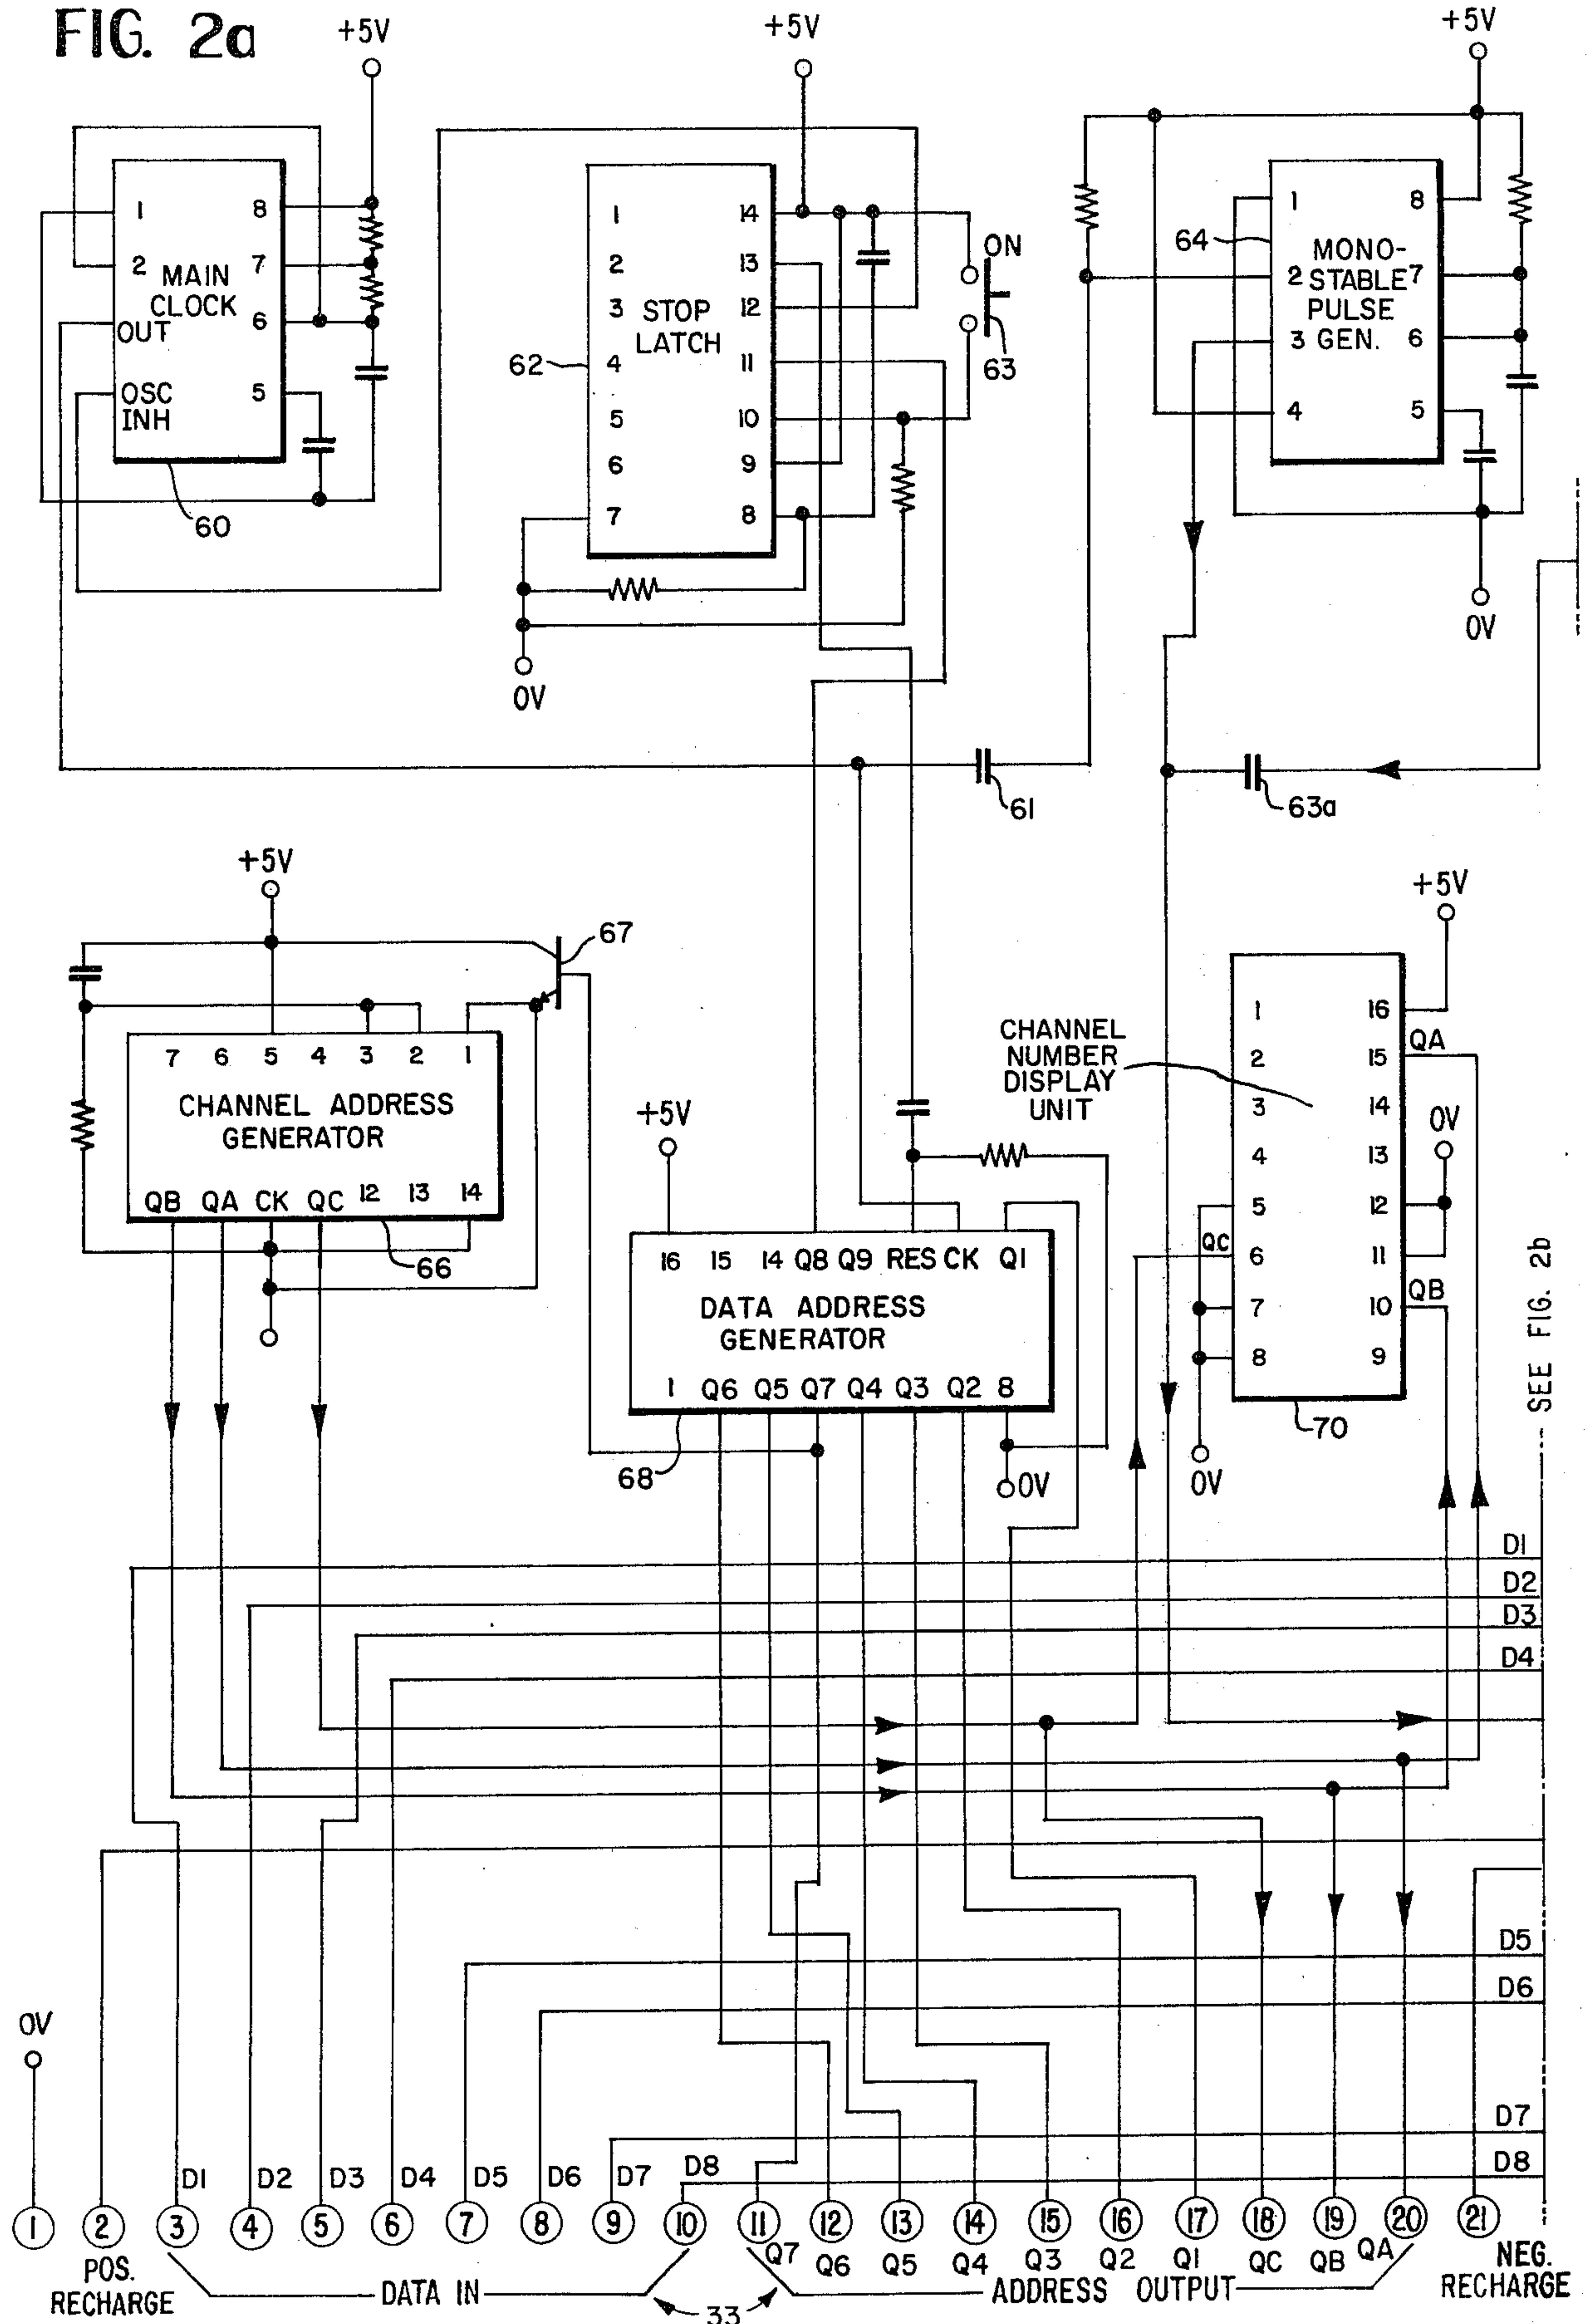 FIG. 2a
+5V
+5V
+5V
1
2
OUT
OSC
INH
MAIN
CLOCK
8
7
6
5
60
1
2
3
4
5
6
7
STOP
LATCH
14
13
12
11
10
9
8
62
ON
63
0V
64
1
2
3
4
MONO-
STABLE
PULSE
GEN.
8
7
6
5
0V
61
63a
+5V
67
7 6 5 4 3 2 1
CHANNEL ADDRESS
GENERATOR
QB QA CK QC 12 13 14
66
+5V
16 15 14 Q8 Q9 RES CK Q1
DATA ADDRESS
GENERATOR
1 Q6 Q5 Q7 Q4 Q3 Q2 8
68
0V
CHANNEL
NUMBER
DISPLAY
UNIT
+5V
1
2
3
4
5
6
7
8
16
15
14
13
12
11
10
9
QA
0V
QC
QB
70
0V
SEE FIG. 2b
D1
D2
D3
D4
D5
D6
D7
D8
0V
D1 D2 D3 D4 D5 D6 D7 D8
1 2 3 4 5 6 7 8 9 10 11 12 13 14 15 16 17 18 19 20 21
Q7 Q6 Q5 Q4 Q3 Q2 Q1 QC QB QA
POS.
RECHARGE
DATA IN
33
ADDRESS OUTPUT
NEG.
RECHARGE